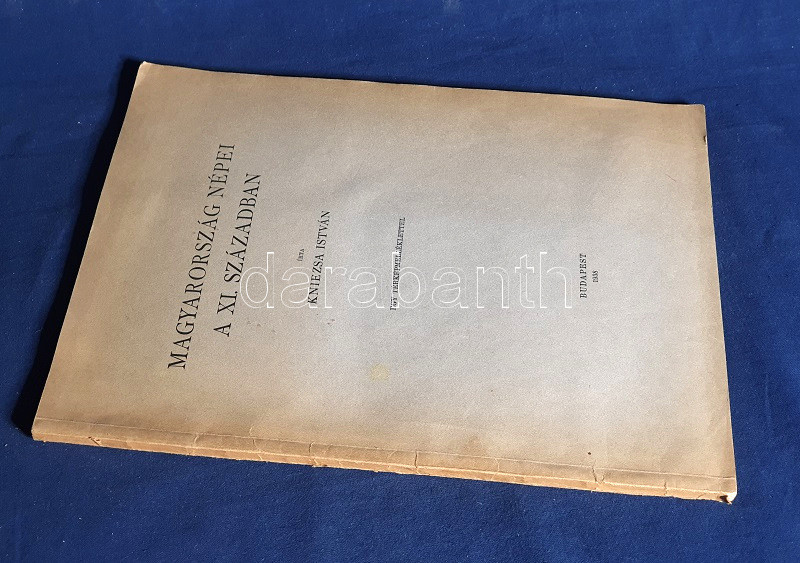 MAGYARORSZÁG NÉPEI
A XI. SZÁZADBAN
ÍRTA
KNIEZSA ISTVÁN
EGY TÉRKÉPMELLÉKLETTEL
BUDAPEST
1938
darabanth